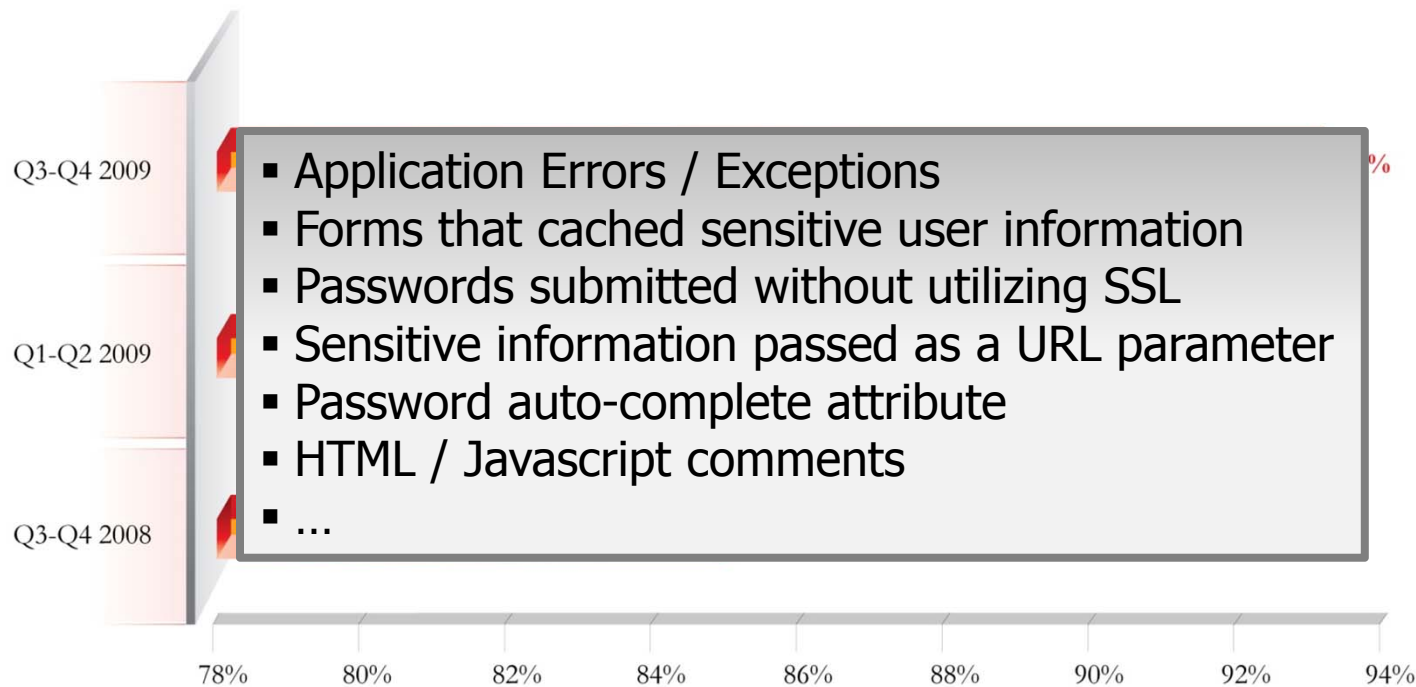 Q3-Q4 2009
%
▪ Application Errors / Exceptions
▪ Forms that cached sensitive user information
▪ Passwords submitted without utilizing SSL
▪ Sensitive information passed as a URL parameter
▪ Password auto-complete attribute
▪ HTML / Javascript comments
▪ ...
Q1-Q2 2009
Q3-Q4 2008
78% 80% 82% 84% 86% 88% 90% 92% 94%